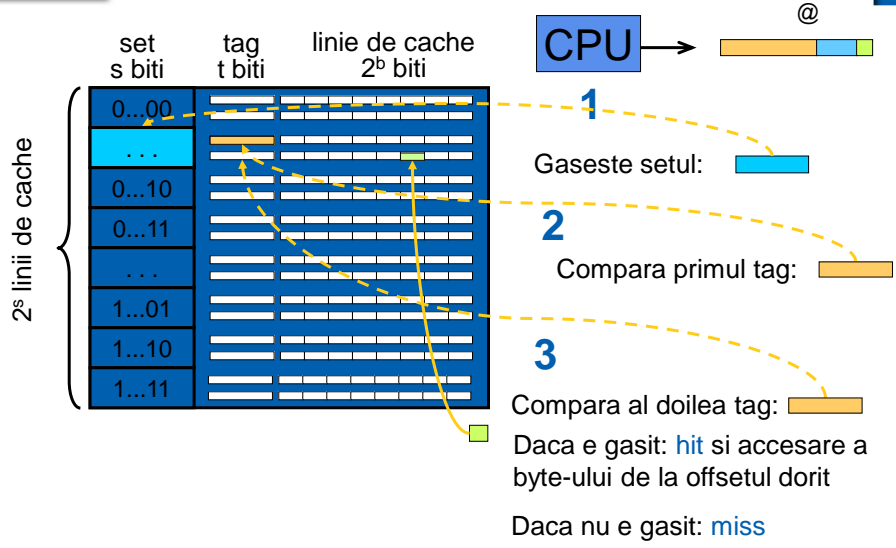 @
CPU
set
s biti
tag
t biti
linie de cache
2ᵇ biti
2ˢ linii de cache
0...00
. . .
0...10
0...11
. . .
1...01
1...10
1...11
1
Gaseste setul:
2
Compara primul tag:
3
Compara al doilea tag:
Daca e gasit: hit si accesare a
byte-ului de la offsetul dorit
Daca nu e gasit: miss